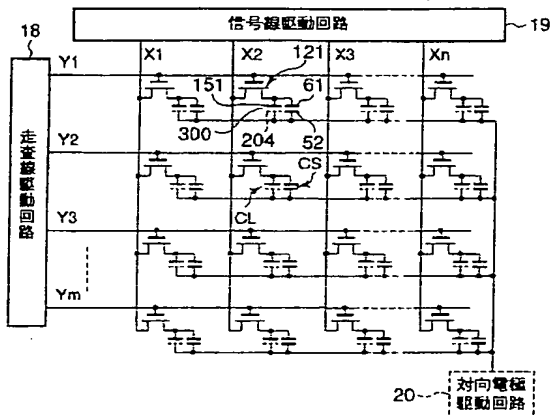 信号線駆動回路
19
18
X1 X2 121 X3 Xn
Y1
151 61
300 204 52
Y2
CS
CL
Y3
Ym
走査線駆動回路
20
対向電極
駆動回路